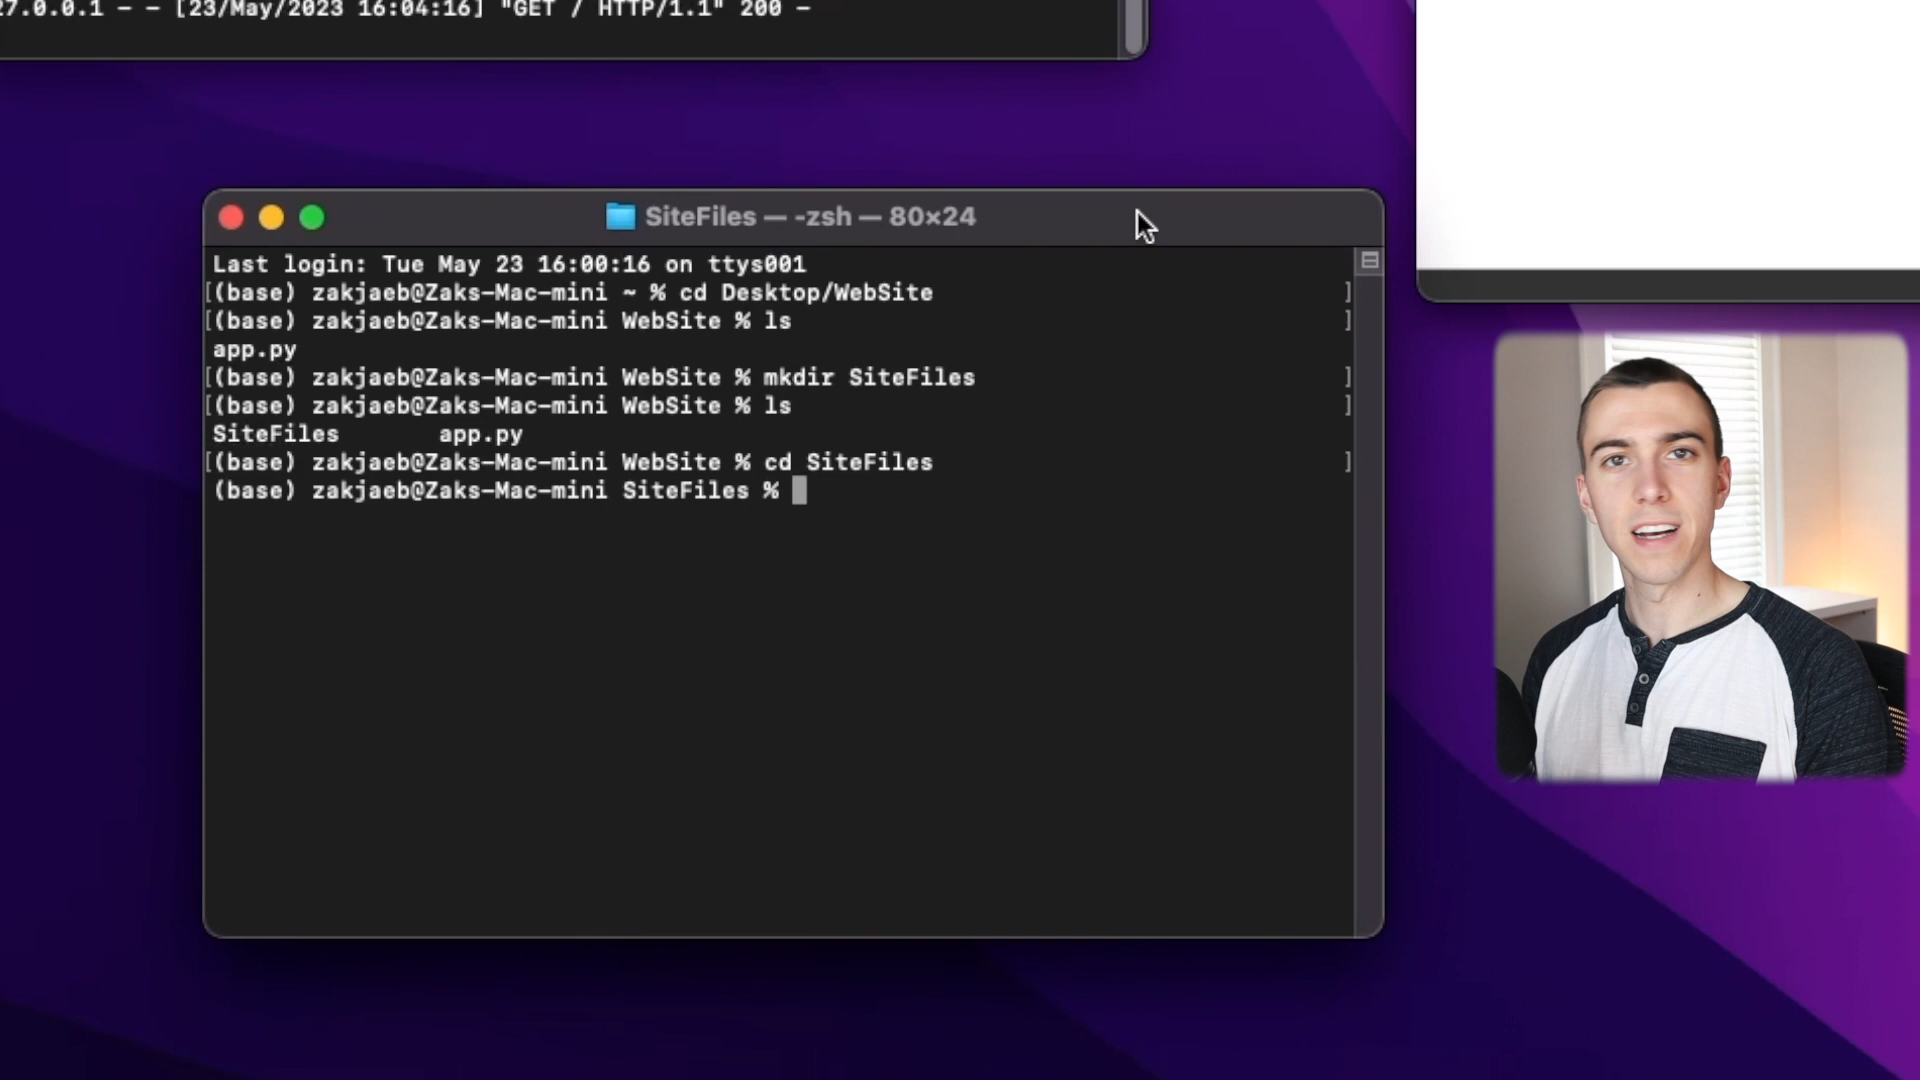 27.0.0.1 - - [23/May/2023 16:04:16] "GET / HTTP/1.1" 200 -
SiteFiles — -zsh — 80×24
Last login: Tue May 23 16:00:16 on ttys001
[(base) zakjaeb@Zaks-Mac-mini ~ % cd Desktop/WebSite ]
[(base) zakjaeb@Zaks-Mac-mini WebSite % ls ]
app.py
[(base) zakjaeb@Zaks-Mac-mini WebSite % mkdir SiteFiles ]
[(base) zakjaeb@Zaks-Mac-mini WebSite % ls ]
SiteFiles app.py
[(base) zakjaeb@Zaks-Mac-mini WebSite % cd SiteFiles ]
(base) zakjaeb@Zaks-Mac-mini SiteFiles %